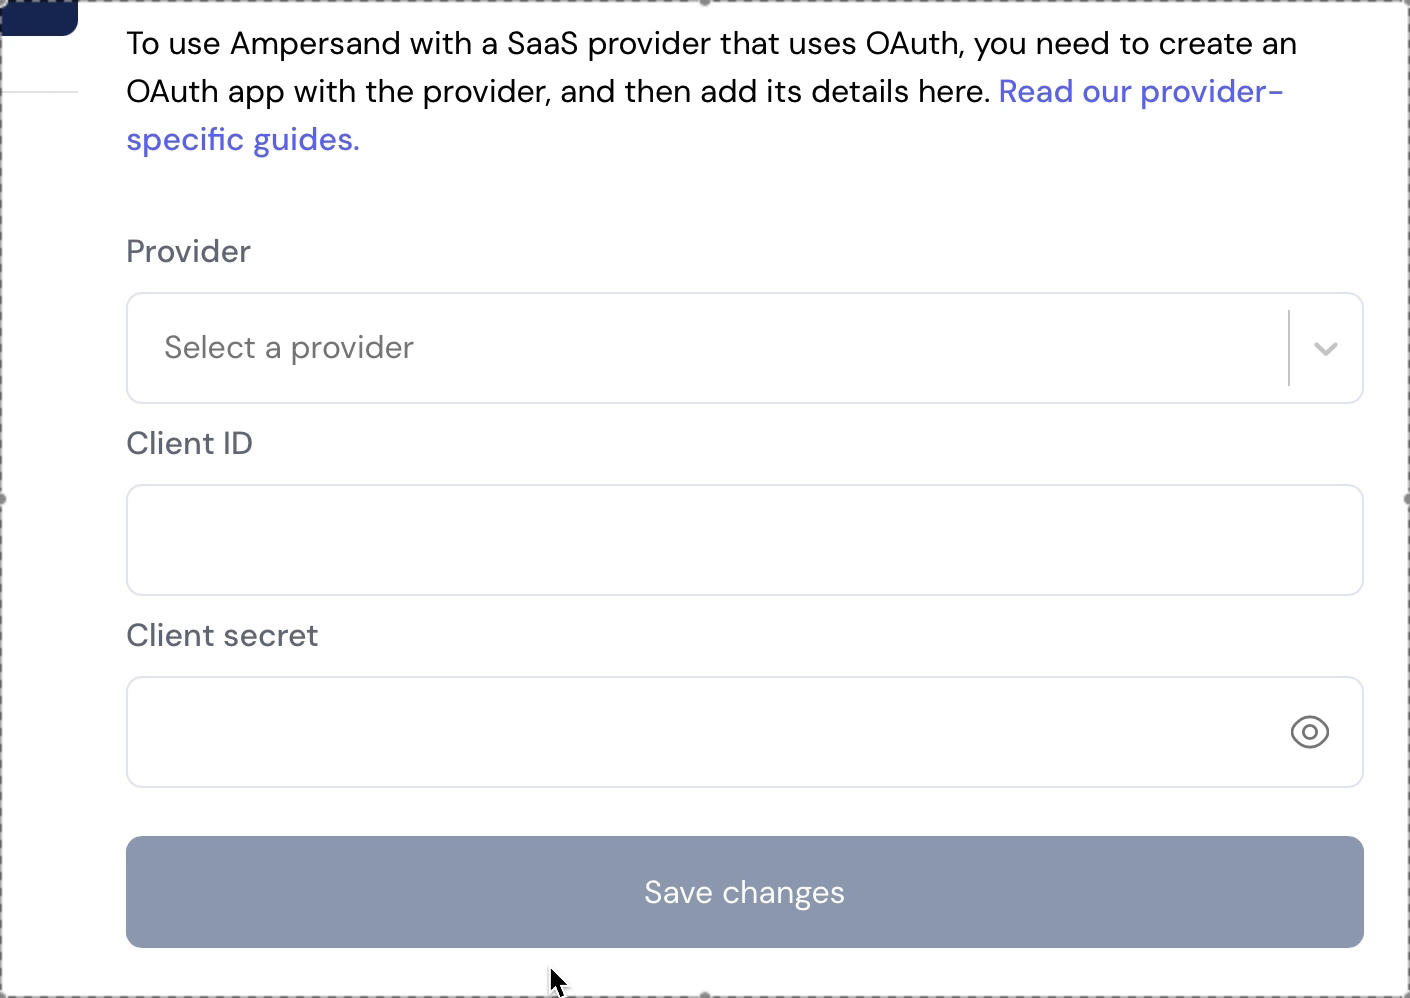 To use Ampersand with a SaaS provider that uses OAuth, you need to create an
OAuth app with the provider, and then add its details here. Read our provider-
specific guides.
Provider
Select a provider
Client ID
Client secret
Save changes